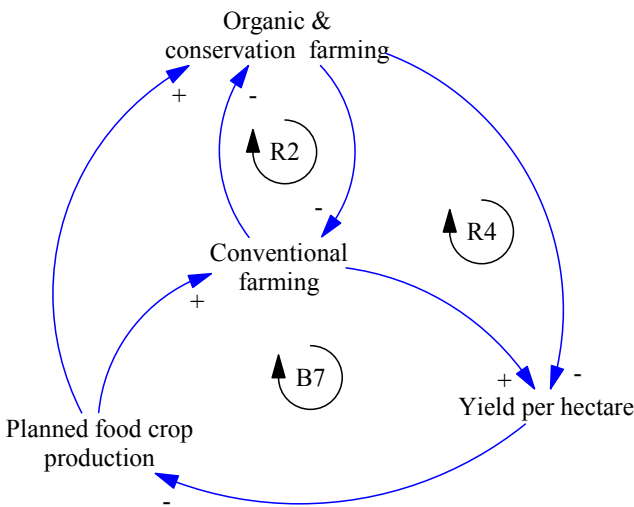 Organic &
conservation farming
+
-
R2
-
R4
Conventional
farming
+
B7
+
-
Yield per hectare
Planned food crop
production
-